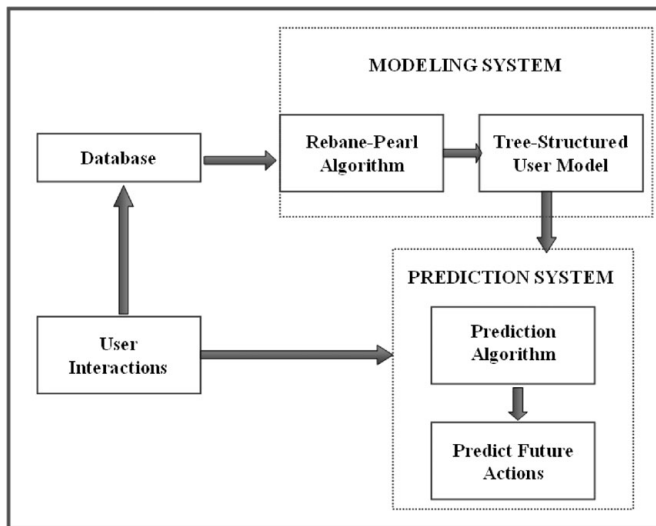 MODELING SYSTEM
Rebane-Pearl
Algorithm
Tree-Structured
User Model
Database
PREDICTION SYSTEM
User
Interactions
Prediction
Algorithm
Predict Future
Actions